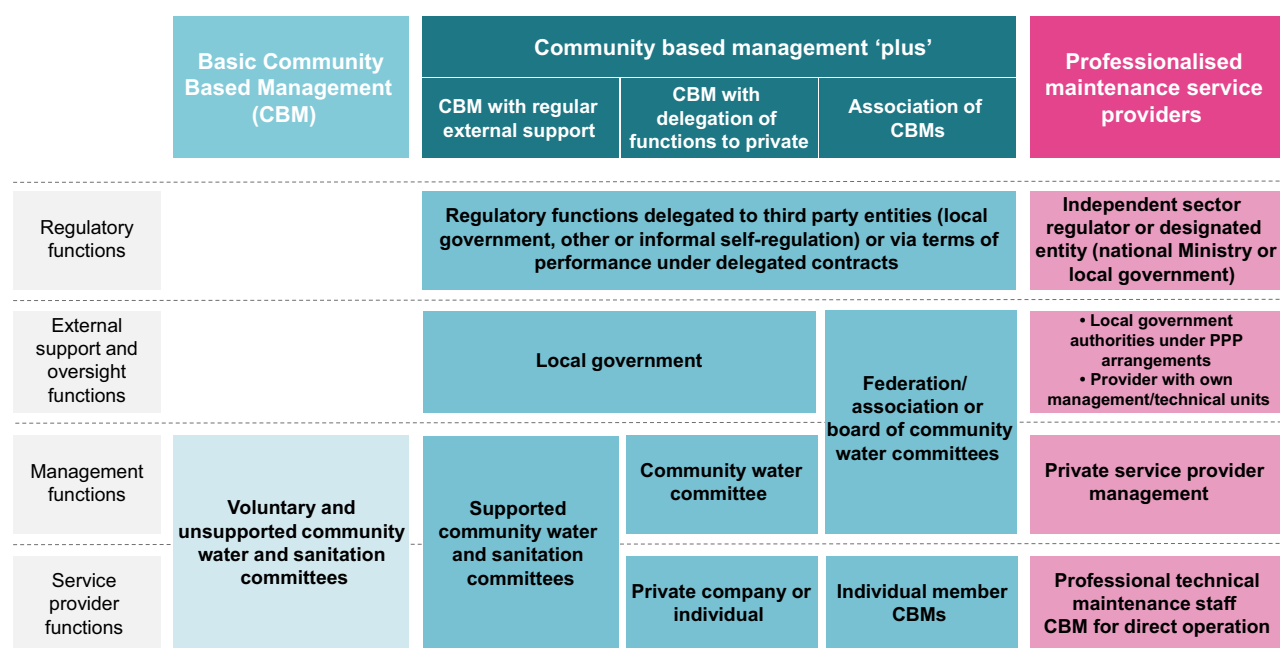 Basic Community
Based Management
(CBM)
Community based management ‘plus’
CBM with regular
external support
CBM with
delegation of
functions to private
Association of
CBMs
Professionalised
maintenance service
providers
Regulatory
functions
Regulatory functions delegated to third party entities (local
government, other or informal self-regulation) or via terms of
performance under delegated contracts
Independent sector
regulator or designated
entity (national Ministry or
local government)
External
support and
oversight
functions
Local government
Federation/
association or
board of community
water committees
• Local government
authorities under PPP
arrangements
• Provider with own
management/technical units
Management
functions
Voluntary and
unsupported community
water and sanitation
committees
Supported
community water
and sanitation
committees
Community water
committee
Private service provider
management
Service
provider
functions
Private company or
individual
Individual member
CBMs
Professional technical
maintenance staff
CBM for direct operation